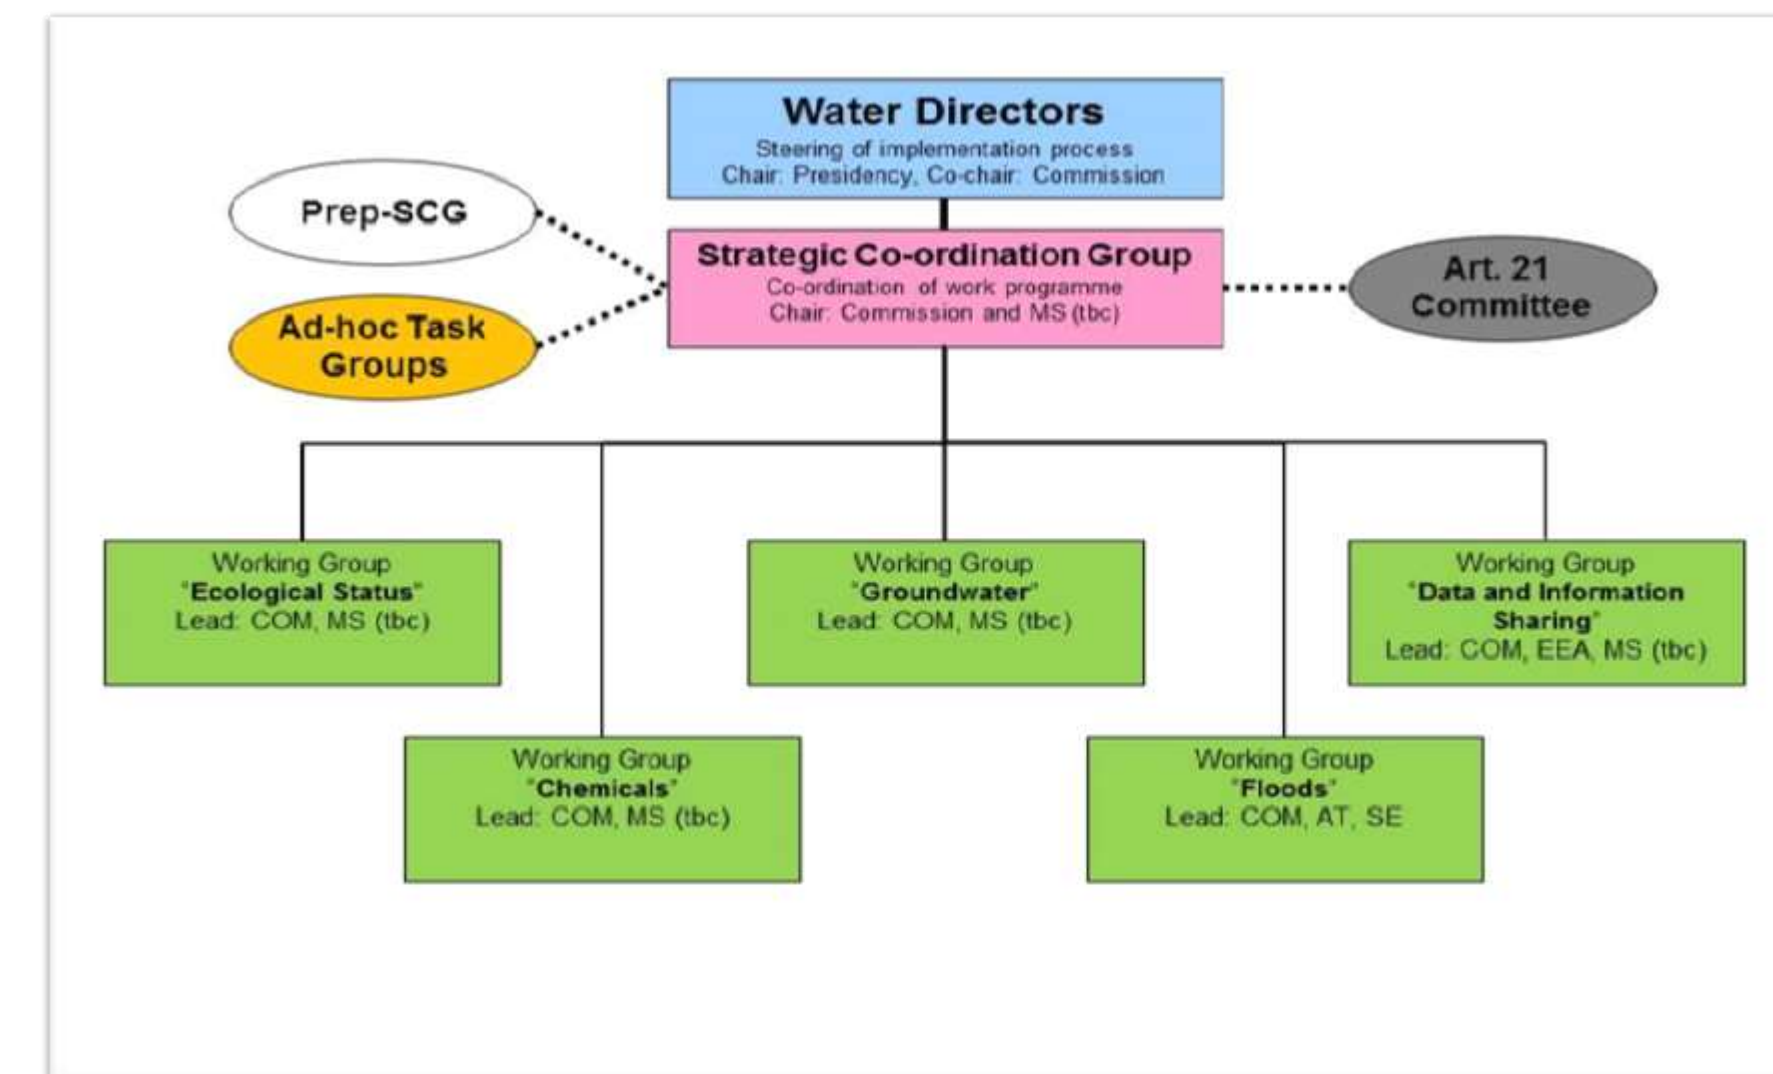 Water Directors
Steering of implementation process
Chair: Presidency, Co-chair: Commission
Prep-SCG
Strategic Co-ordination Group
Co-ordination of work programme
Chair: Commission and MS (tbc)
Art. 21
Committee
Ad-hoc Task
Groups
Working Group
"Ecological Status"
Lead: COM, MS (tbc)
Working Group
"Groundwater"
Lead: COM, MS (tbc)
Working Group
"Data and Information
Sharing"
Lead: COM, EEA, MS (tbc)
Working Group
"Chemicals"
Lead: COM, MS (tbc)
Working Group
"Floods"
Lead: COM, AT, SE